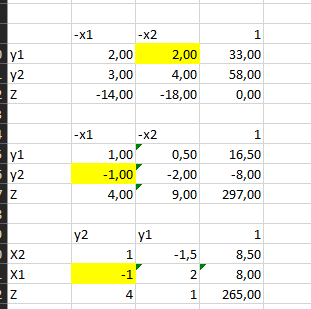 -x1 -x2 1
y1 2,00 2,00 33,00
y2 3,00 4,00 58,00
Z -14,00 -18,00 0,00
-x1 -x2 1
y1 1,00 0,50 16,50
y2 -1,00 -2,00 -8,00
Z 4,00 9,00 297,00
y2 y1 1
X2 1 -1,5 8,50
X1 -1 2 8,00
Z 4 1 265,00